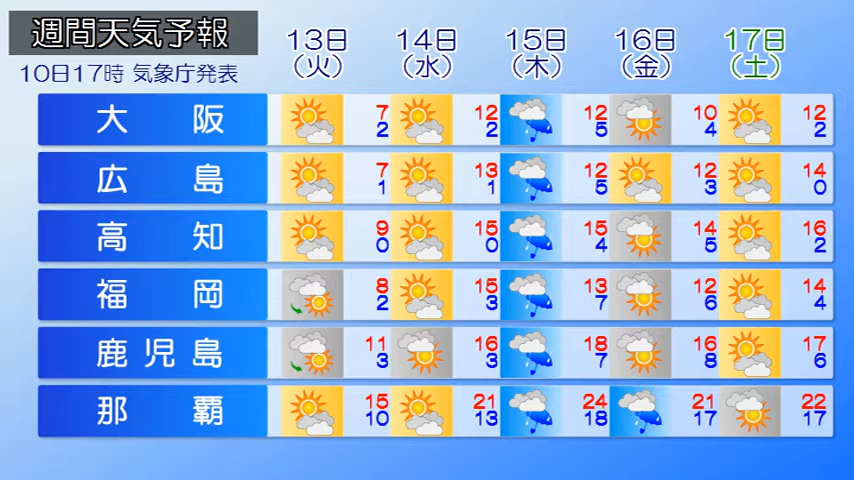 週間天気予報
10日17時 気象庁発表
13日 14日 15日 16日 17日
(火) (水) (木) (金) (土)
大阪 7 2 12 2 12 5 10 4 12 2
広島 7 1 13 1 12 5 12 3 14 0
高知 9 0 15 0 15 4 14 5 16 2
福岡 8 2 15 3 13 7 12 6 14 4
鹿児島 11 3 16 3 18 7 16 8 17 6
那覇 15 10 21 13 24 18 21 17 22 17